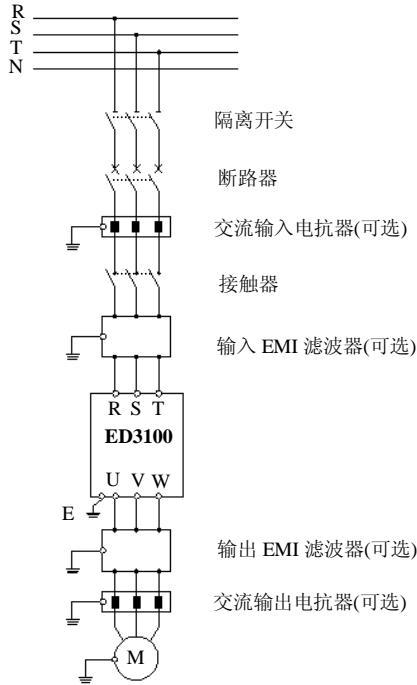 R
S
T
N
隔离开关
断路器
交流输入电抗器(可选)
接触器
输入 EMI 滤波器(可选)
R S T
ED3100
U V W
E
输出 EMI 滤波器(可选)
交流输出电抗器(可选)
M